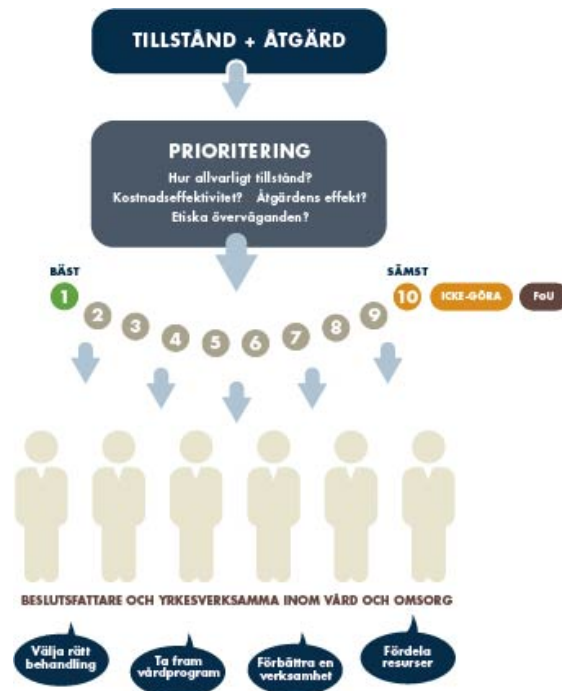 TILLSTÅND + ÅTGÄRD
PRIORITERING
Hur allvarligt tillstånd?
Kostnadseffektivitet? Åtgärdens effekt?
Etiska överväganden?
BÄST
SÄMST
1
2
3
4
5
6
7
8
9
10
ICKE-GÖRA
FoU
BESLUTSFATTARE OCH YRKESVERKSAMMA INOM VÅRD OCH OMSORG
Välja rätt
behandling
Ta fram
vårdprogram
Förbättra en
verksamhet
Fördela
resurser